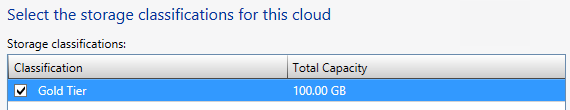 Select the storage classifications for this cloud
Storage classifications:
Classification Total Capacity
Gold Tier 100.00 GB